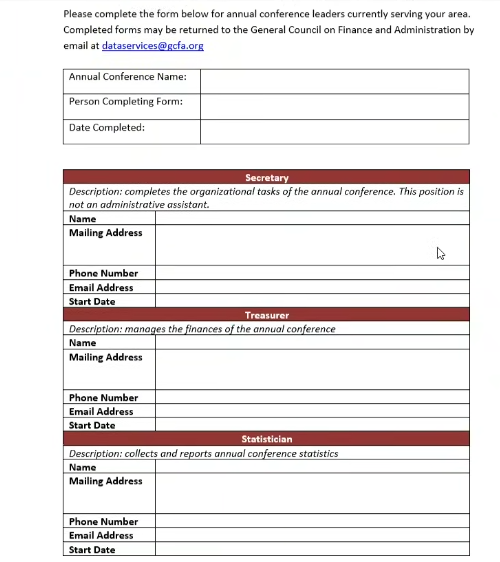 Please complete the form below for annual conference leaders currently serving your area.
Completed forms may be returned to the General Council on Finance and Administration by
email at dataservices@gcfa.org
Annual Conference Name:
Person Completing Form:
Date Completed:
Secretary
Description: completes the organizational tasks of the annual conference. This position is
not an administrative assistant.
Name
Mailing Address
Phone Number
Email Address
Start Date
Treasurer
Description: manages the finances of the annual conference
Name
Mailing Address
Phone Number
Email Address
Start Date
Statistician
Description: collects and reports annual conference statistics
Name
Mailing Address
Phone Number
Email Address
Start Date